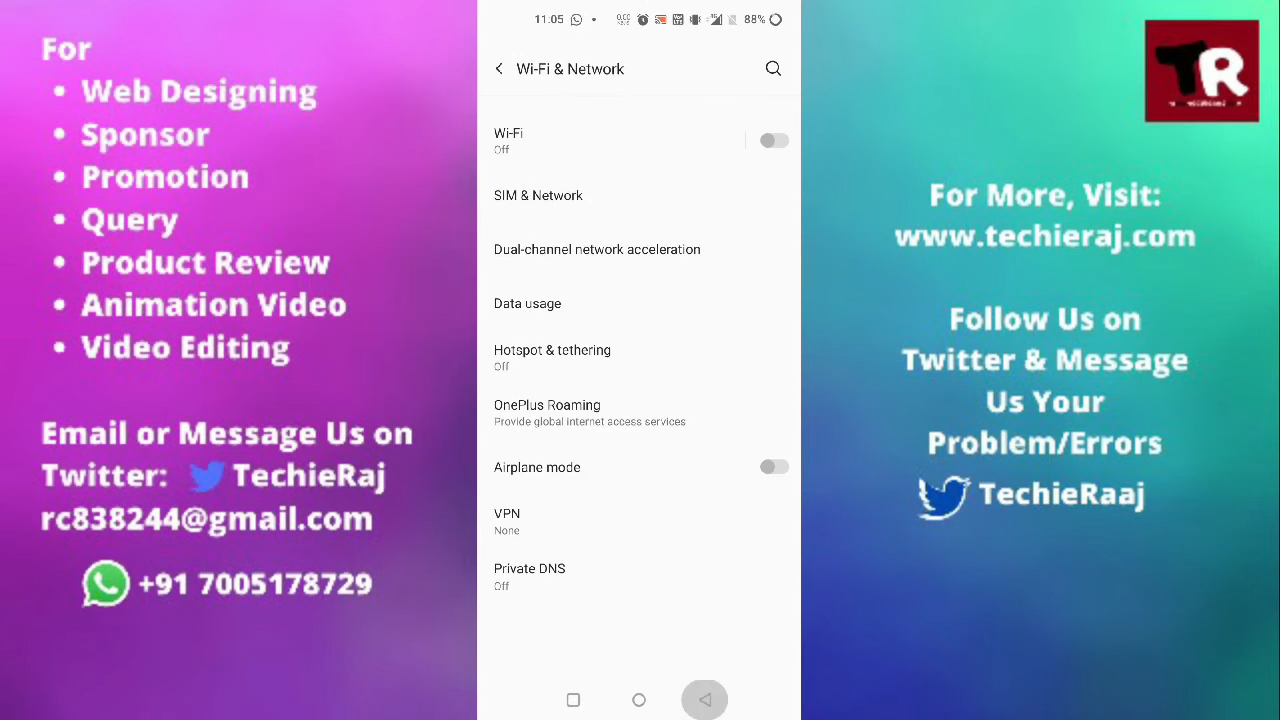 For
• Web Designing
• Sponsor
• Promotion
• Query
• Product Review
• Animation Video
• Video Editing
Email or Message Us on
Twitter: TechieRaj
rc838244@gmail.com
+91 7005178729
11:05
88%
Wi-Fi & Network
Wi-Fi
Off
SIM & Network
Dual-channel network acceleration
Data usage
Hotspot & tethering
Off
OnePlus Roaming
Provide global internet access services
Airplane mode
VPN
None
Private DNS
Off
TR
For More, Visit:
www.techieraj.com
Follow Us on
Twitter & Message
Us Your
Problem/Errors
TechieRaaj